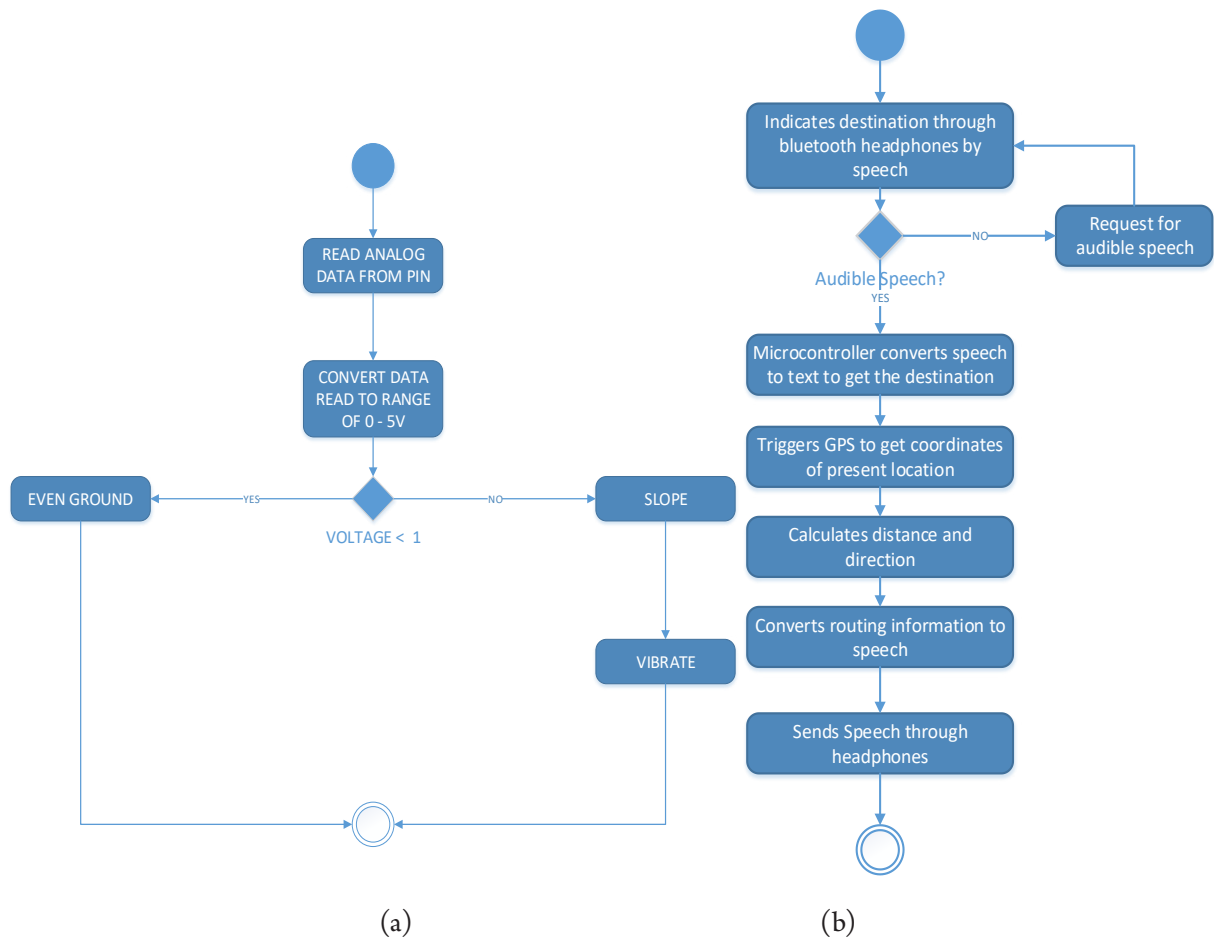 READ ANALOG
DATA FROM PIN
CONVERT DATA
READ TO RANGE
OF 0 - 5V
EVEN GROUND
YES
NO
SLOPE
VOLTAGE < 1
VIBRATE
(a)
Indicates destination through
bluetooth headphones by
speech
NO
Request for
audible speech
Audible Speech?
YES
Microcontroller converts speech
to text to get the destination
Triggers GPS to get coordinates
of present location
Calculates distance and
direction
Converts routing information to
speech
Sends Speech through
headphones
(b)